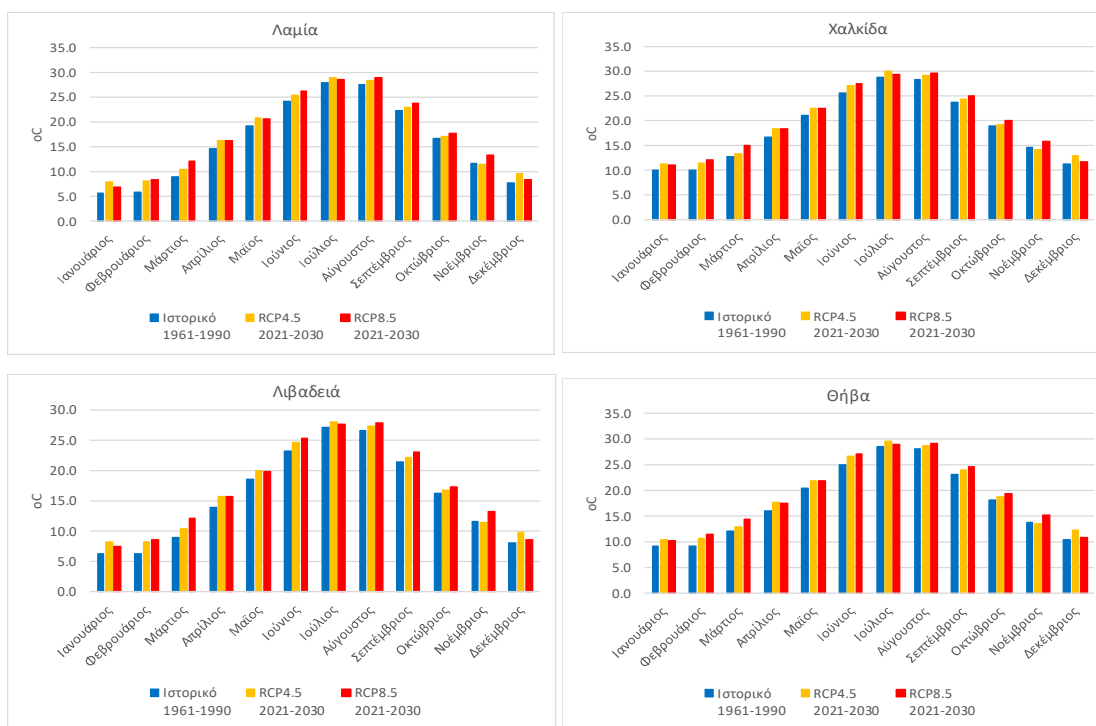 Λαμία
35.0
30.0
25.0
20.0
15.0
10.0
5.0
0.0
oC
Ιανουάριος
Φεβρουάριος
Μάρτιος
Απρίλιος
Μαϊος
Ιούνιος
Ιούλιος
Αύγουστος
Σεπτέμβριος
Οκτώβριος
Νοέμβριος
Δεκέμβριος
Ιστορικό RCP4.5 RCP8.5
1961-1990 2021-2030 2021-2030
Χαλκίδα
35.0
30.0
25.0
20.0
15.0
10.0
5.0
0.0
oC
Ιανουάριος
Φεβρουάριος
Μάρτιος
Απρίλιος
Μαϊος
Ιούνιος
Ιούλιος
Αύγουστος
Σεπτέμβριος
Οκτώβριος
Νοέμβριος
Δεκέμβριος
Ιστορικό RCP4.5 RCP8.5
1961-1990 2021-2030 2021-2030
Λιβαδειά
30.0
25.0
20.0
15.0
10.0
5.0
0.0
oC
Ιανουάριος
Φεβρουάριος
Μάρτιος
Απρίλιος
Μαϊος
Ιούνιος
Ιούλιος
Αύγουστος
Σεπτέμβριος
Οκτώβριος
Νοέμβριος
Δεκέμβριος
Ιστορικό RCP4.5 RCP8.5
1961-1990 2021-2030 2021-2030
Θήβα
35.0
30.0
25.0
20.0
15.0
10.0
5.0
0.0
oC
Ιανουάριος
Φεβρουάριος
Μάρτιος
Απρίλιος
Μαϊος
Ιούνιος
Ιούλιος
Αύγουστος
Σεπτέμβριος
Οκτώβριος
Νοέμβριος
Δεκέμβριος
Ιστορικό RCP4.5 RCP8.5
1961-1990 2021-2030 2021-2030